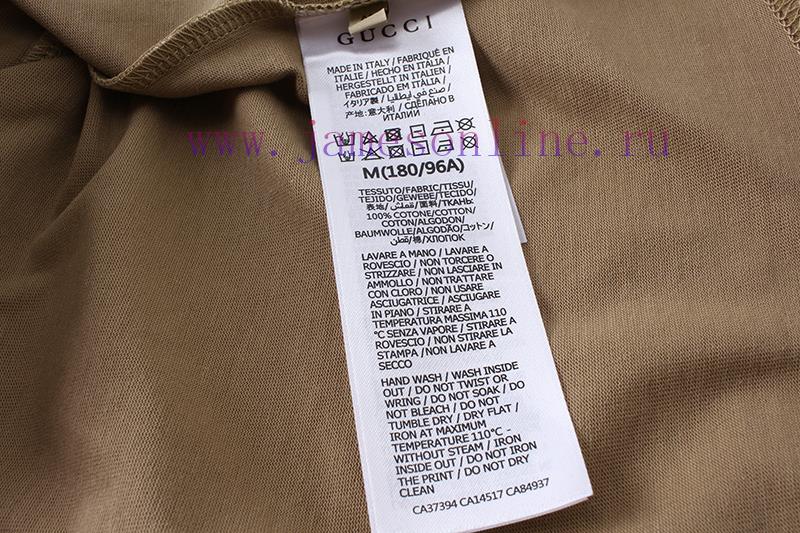 GUCCI
MADE IN ITALY / FABRIQUÉ EN
ITALIE / HECHO EN ITALIA /
HERGESTELLT IN ITALIEN /
FABRICADO EM ITÀLIA /
イタリア製 / صنع في إيطاليا /
产地:意大利 / СДЕЛАНО В
ИТАЛИИ
www.jamesonline.ru
M(180/96A)
TESSUTO/FABRIC/TISSU/
TEJIDO/GEWEBE/TECIDO/
表地/قماش/面料/TKAHb:
100% COTONE/COTTON/
COTON/ALGODON/
BAUMWOLLE/ALGODÃO/コットン/
قطن/棉/ХЛОПОК
LAVARE A MANO / LAVARE A
ROVESCIO / NON TORCERE O
STRIZZARE / NON LASCIARE IN
AMMOLLO / NON TRATTARE
CON CLORO / NON USARE
ASCIUGATRICE / ASCIUGARE
IN PIANO / STIRARE A
TEMPERATURA MASSIMA 110
°C SENZA VAPORE / STIRARE A
ROVESCIO / NON STIRARE LA
STAMPA / NON LAVARE A
SECCO
HAND WASH / WASH INSIDE
OUT / DO NOT TWIST OR
WRING / DO NOT SOAK / DO
NOT BLEACH / DO NOT
TUMBLE DRY / DRY FLAT /
IRON AT MAXIMUM
TEMPERATURE 110°C -
WITHOUT STEAM / IRON
INSIDE OUT / DO NOT IRON
THE PRINT / DO NOT DRY
CLEAN
CA37394 CA14517 CA84937